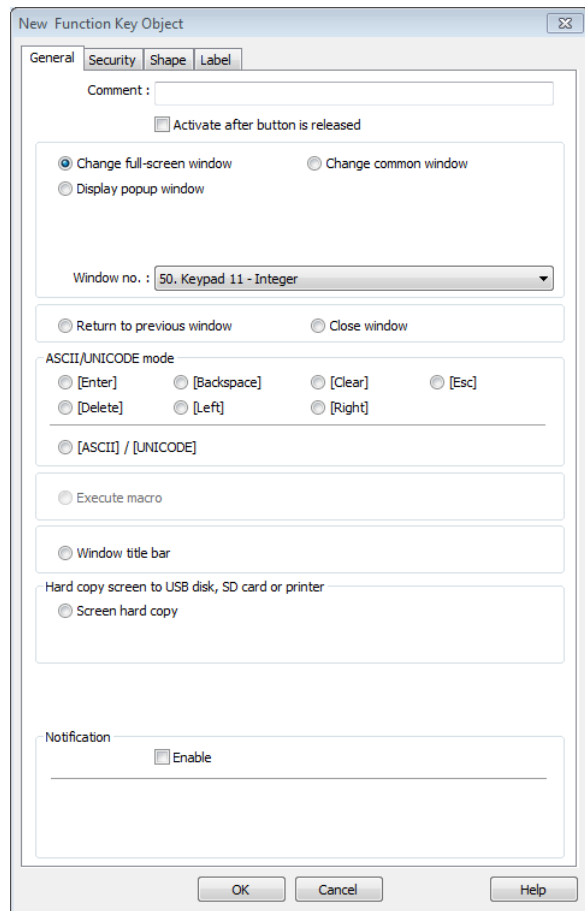 New Function Key Object
General Security Shape Label
Comment :
Activate after button is released
Change full-screen window Change common window
Display popup window
Window no. : 50. Keypad 11 - Integer
Return to previous window Close window
ASCII/UNICODE mode
[Enter] [Backspace] [Clear] [Esc]
[Delete] [Left] [Right]
[ASCII] / [UNICODE]
Execute macro
Window title bar
Hard copy screen to USB disk, SD card or printer
Screen hard copy
Notification
Enable
OK Cancel Help